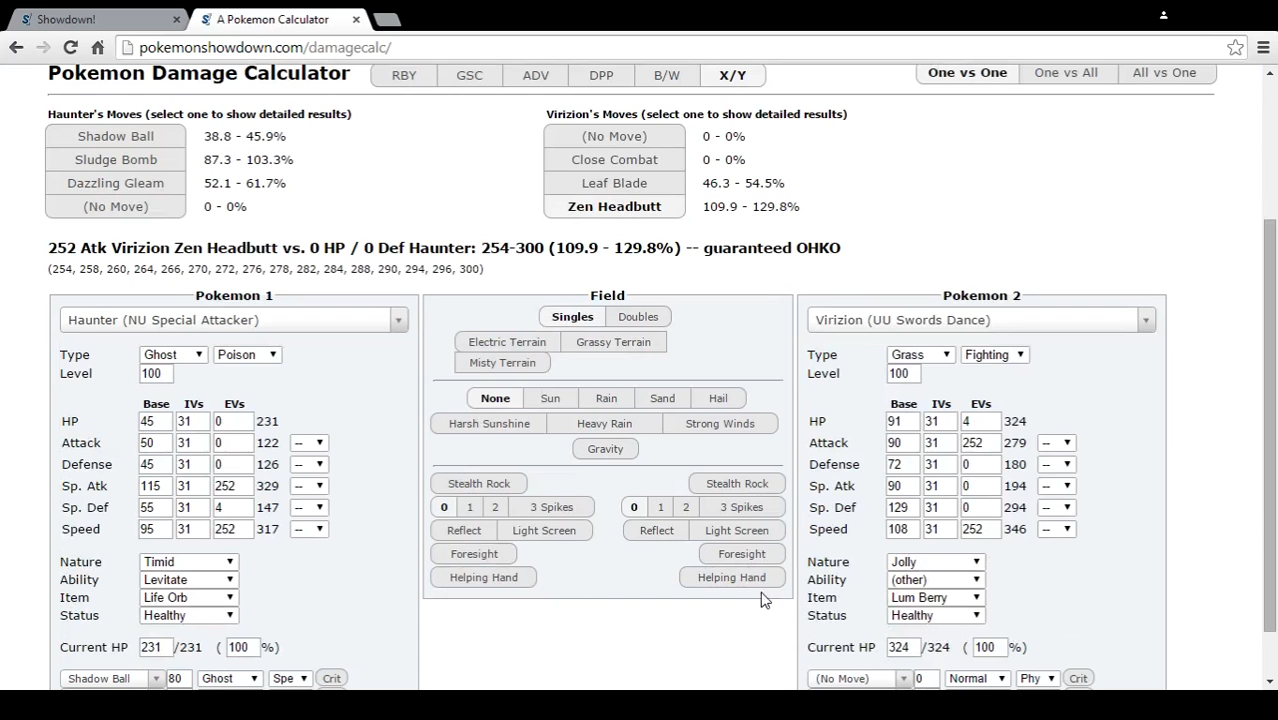 Showdown!
A Pokemon Calculator
pokemonshowdown.com/damagecalc/
Pokemon Damage Calculator RBY GSC ADV DPP B/W X/Y One vs One One vs All All vs One
Haunter's Moves (select one to show detailed results) Virizion's Moves (select one to show detailed results)
Shadow Ball 38.8 - 45.9% (No Move) 0 - 0%
Sludge Bomb 87.3 - 103.3% Close Combat 0 - 0%
Dazzling Gleam 52.1 - 61.7% Leaf Blade 46.3 - 54.5%
(No Move) 0 - 0% Zen Headbutt 109.9 - 129.8%
252 Atk Virizion Zen Headbutt vs. 0 HP / 0 Def Haunter: 254-300 (109.9 - 129.8%) -- guaranteed OHKO
(254, 258, 260, 264, 266, 270, 272, 276, 278, 282, 284, 288, 290, 294, 296, 300)
Pokemon 1
Haunter (NU Special Attacker)
Type Ghost Poison
Level 100
Base IVs EVs
HP 45 31 0 231
Attack 50 31 0 122 --
Defense 45 31 0 126 --
Sp. Atk 115 31 252 329 --
Sp. Def 55 31 4 147 --
Speed 95 31 252 317 --
Nature Timid
Ability Levitate
Item Life Orb
Status Healthy
Current HP 231 /231 ( 100 %)
Shadow Ball 80 Ghost Spe Crit
Field
Singles Doubles
Electric Terrain Grassy Terrain
Misty Terrain
None Sun Rain Sand Hail
Harsh Sunshine Heavy Rain Strong Winds
Gravity
Stealth Rock Stealth Rock
0 1 2 3 Spikes 0 1 2 3 Spikes
Reflect Light Screen Reflect Light Screen
Foresight Foresight
Helping Hand Helping Hand
Pokemon 2
Virizion (UU Swords Dance)
Type Grass Fighting
Level 100
Base IVs EVs
HP 91 31 4 324
Attack 90 31 252 279 --
Defense 72 31 0 180 --
Sp. Atk 90 31 0 194 --
Sp. Def 129 31 0 294 --
Speed 108 31 252 346 --
Nature Jolly
Ability (other)
Item Lum Berry
Status Healthy
Current HP 324 /324 ( 100 %)
(No Move) 0 Normal Phy Crit